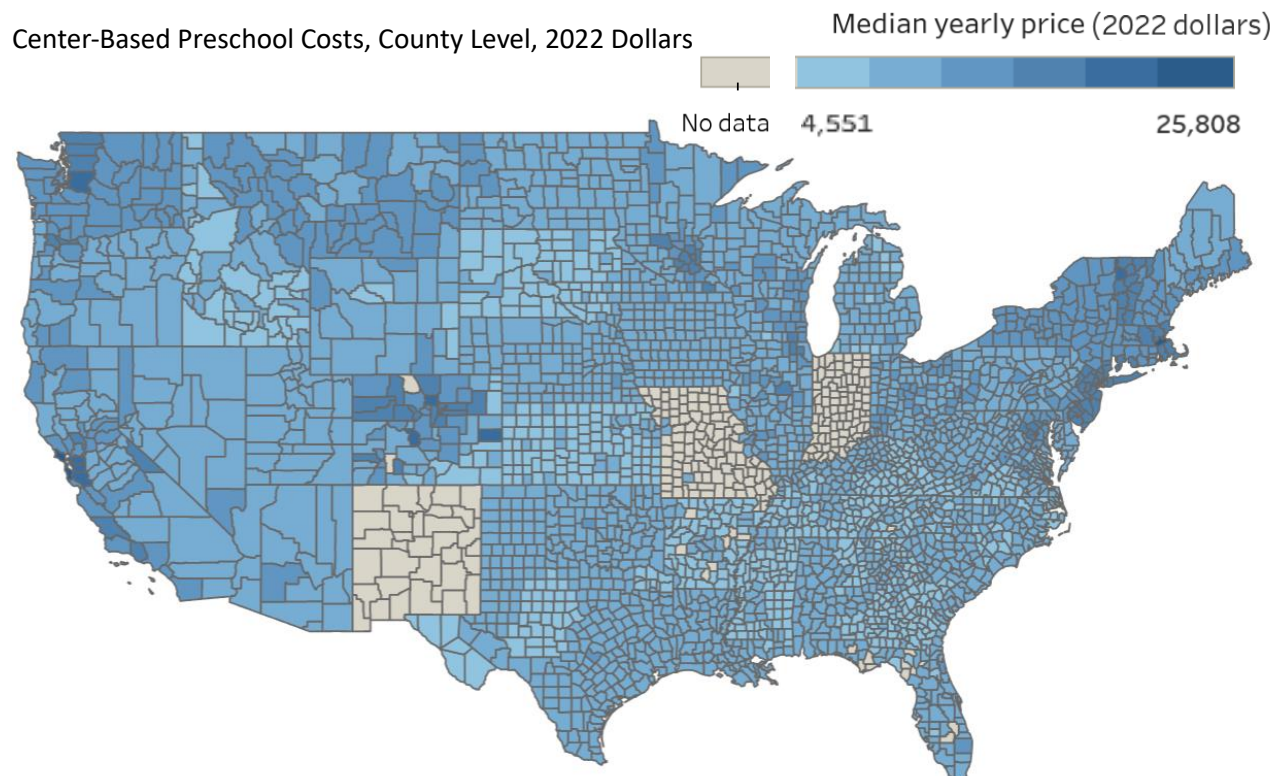 Center-Based Preschool Costs, County Level, 2022 Dollars
Median yearly price (2022 dollars)
No data
4,551
25,808